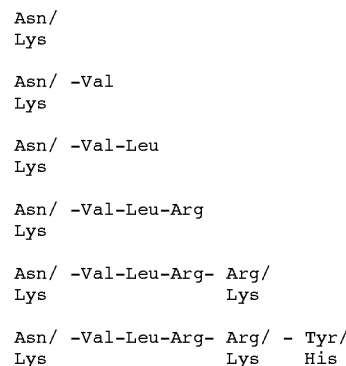 Asn/
Lys
Asn/ -Val
Lys
Asn/ -Val-Leu
Lys
Asn/ -Val-Leu-Arg
Lys
Asn/ -Val-Leu-Arg- Arg/
Lys Lys
Asn/ -Val-Leu-Arg- Arg/ - Tyr/
Lys Lys His